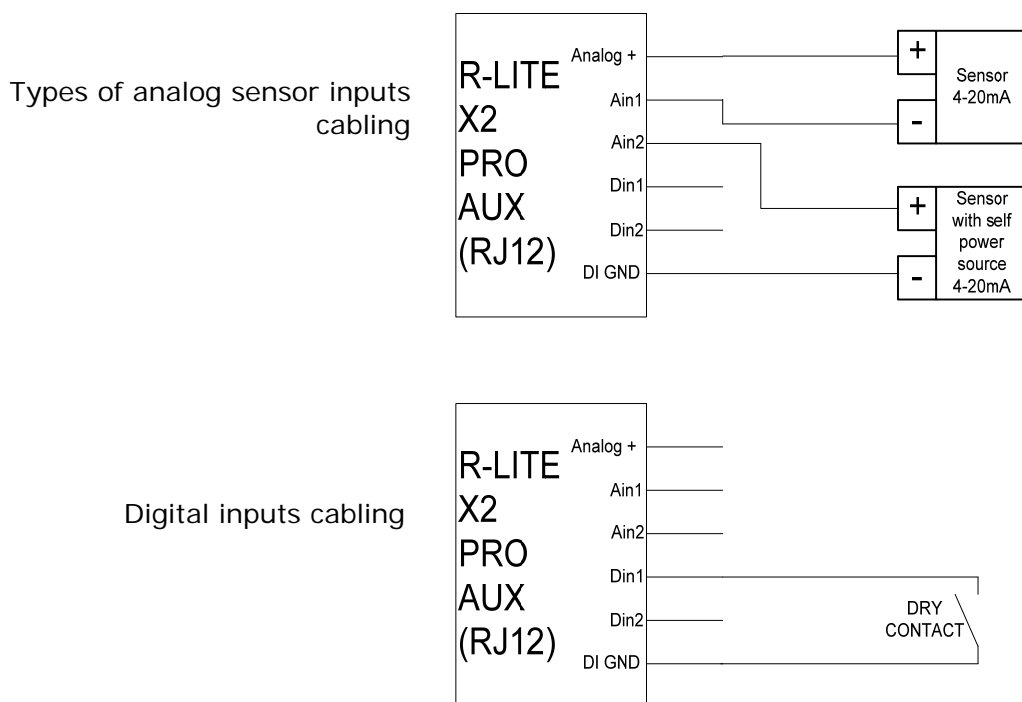 Types of analog sensor inputs
cabling
R-LITE
X2
PRO
AUX
(RJ12)
Analog +
Ain1
Ain2
Din1
Din2
DI GND
+
-
Sensor
4-20mA
+
-
Sensor
with self
power
source
4-20mA
Digital inputs cabling
R-LITE
X2
PRO
AUX
(RJ12)
Analog +
Ain1
Ain2
Din1
Din2
DI GND
DRY
CONTACT